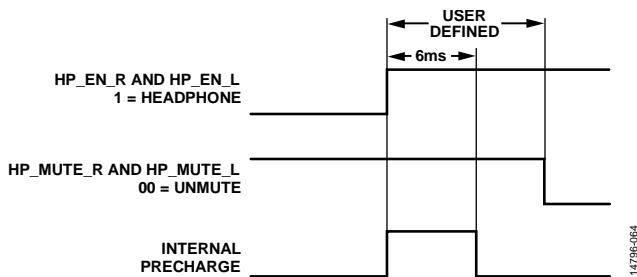 USER
DEFINED
6ms
HP_EN_R AND HP_EN_L
1 = HEADPHONE
HP_MUTE_R AND HP_MUTE_L
00 = UNMUTE
INTERNAL
PRECHARGE
14796-064